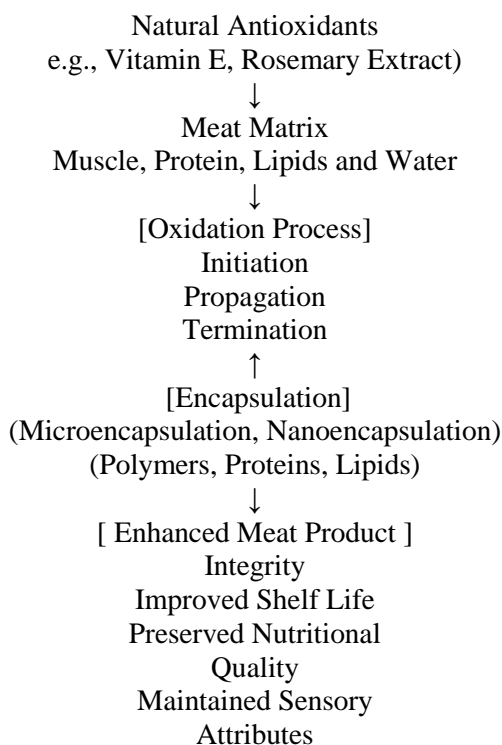 Natural Antioxidants
e.g., Vitamin E, Rosemary Extract)
↓
Meat Matrix
Muscle, Protein, Lipids and Water
↓
[Oxidation Process]
Initiation
Propagation
Termination
↑
[Encapsulation]
(Microencapsulation, Nanoencapsulation)
(Polymers, Proteins, Lipids)
↓
[ Enhanced Meat Product ]
Integrity
Improved Shelf Life
Preserved Nutritional
Quality
Maintained Sensory
Attributes